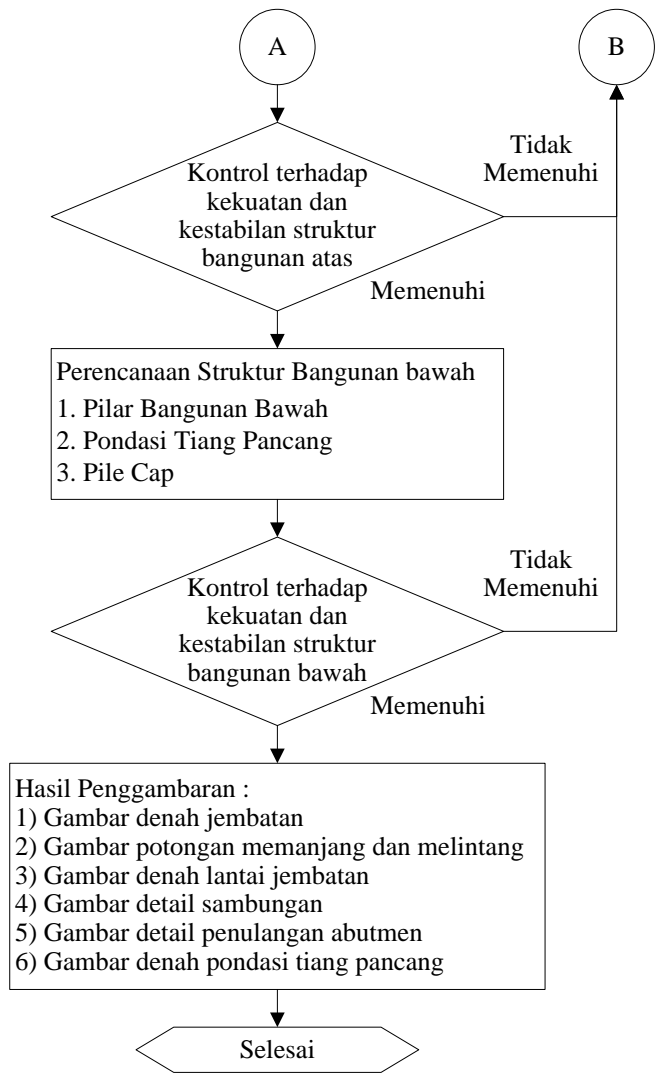 A
B
Kontrol terhadap
kekuatan dan
kestabilan struktur
bangunan atas
Tidak
Memenuhi
Memenuhi
Perencanaan Struktur Bangunan bawah
1. Pilar Bangunan Bawah
2. Pondasi Tiang Pancang
3. Pile Cap
Kontrol terhadap
kekuatan dan
kestabilan struktur
bangunan bawah
Tidak
Memenuhi
Memenuhi
Hasil Penggambaran :
1) Gambar denah jembatan
2) Gambar potongan memanjang dan melintang
3) Gambar denah lantai jembatan
4) Gambar detail sambungan
5) Gambar detail penulangan abutmen
6) Gambar denah pondasi tiang pancang
Selesai